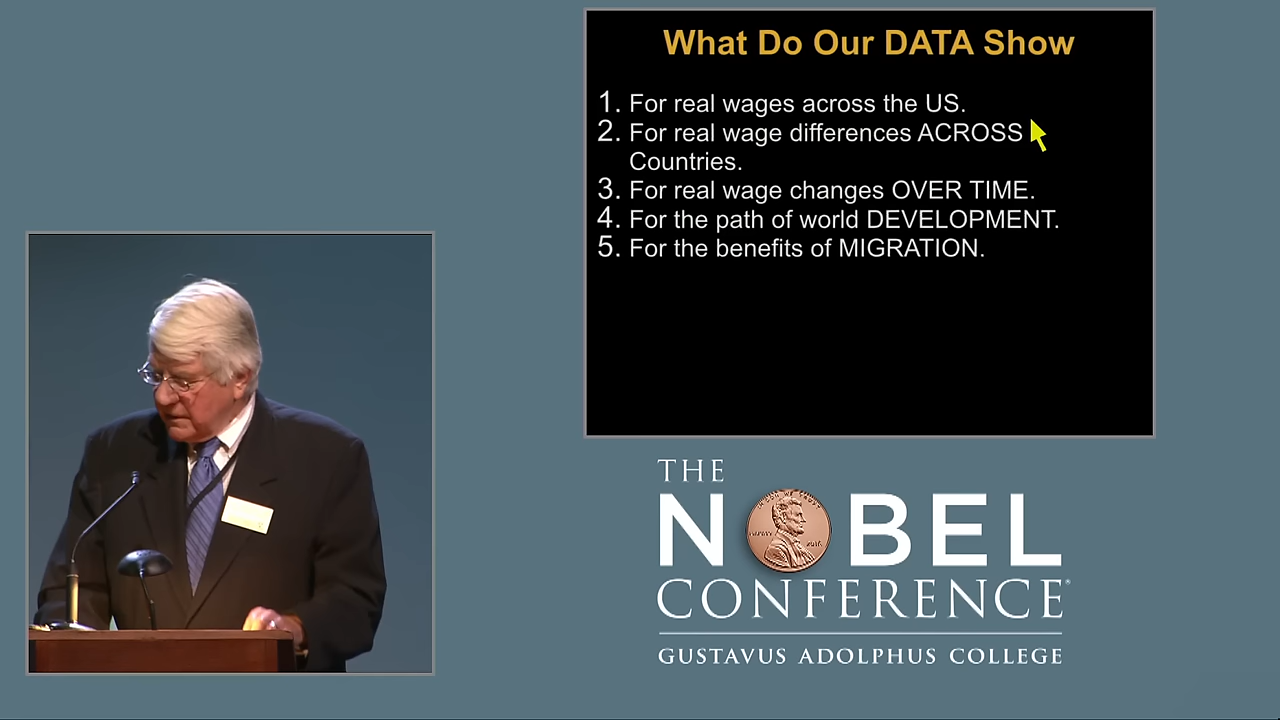 What Do Our DATA Show
1. For real wages across the US.
2. For real wage differences ACROSS
Countries.
3. For real wage changes OVER TIME.
4. For the path of world DEVELOPMENT.
5. For the benefits of MIGRATION.
THE
NOBEL
CONFERENCE®
GUSTAVUS ADOLPHUS COLLEGE